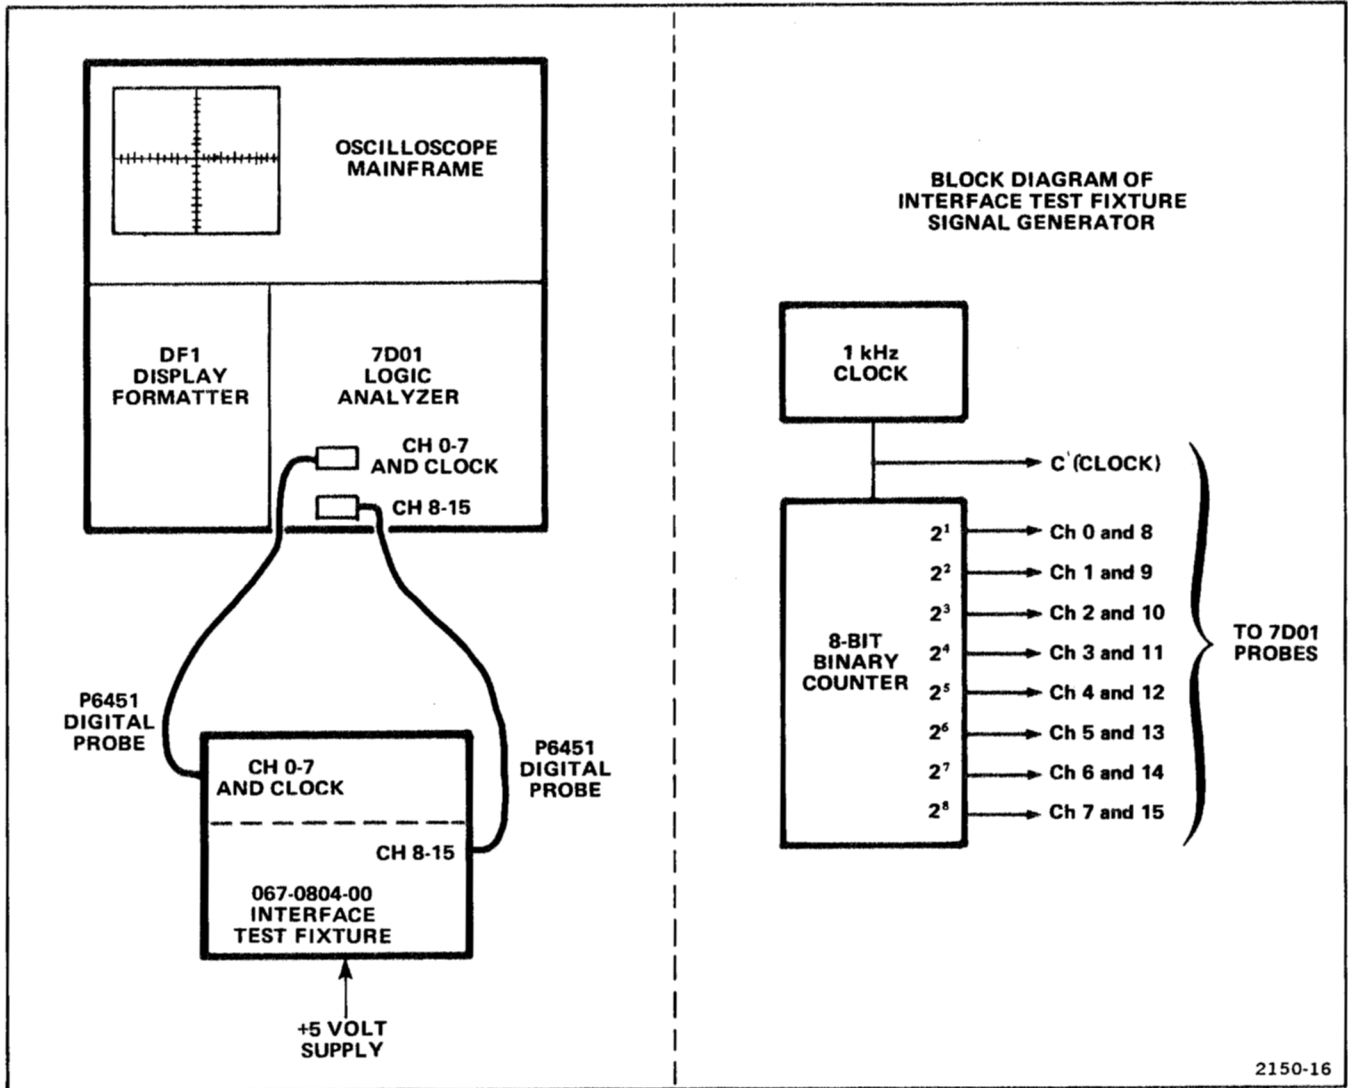 OSCILLOSCOPE
MAINFRAME
DF1
DISPLAY
FORMATTER
7D01
LOGIC
ANALYZER
CH 0-7
AND CLOCK
CH 8-15
P6451
DIGITAL
PROBE
P6451
DIGITAL
PROBE
CH 0-7
AND CLOCK
CH 8-15
067-0804-00
INTERFACE
TEST FIXTURE
+5 VOLT
SUPPLY
BLOCK DIAGRAM OF
INTERFACE TEST FIXTURE
SIGNAL GENERATOR
1 kHz
CLOCK
C (CLOCK)
8-BIT
BINARY
COUNTER
2¹ Ch 0 and 8
2² Ch 1 and 9
2³ Ch 2 and 10
2⁴ Ch 3 and 11
2⁵ Ch 4 and 12
2⁶ Ch 5 and 13
2⁷ Ch 6 and 14
2⁸ Ch 7 and 15
TO 7D01
PROBES
2150-16